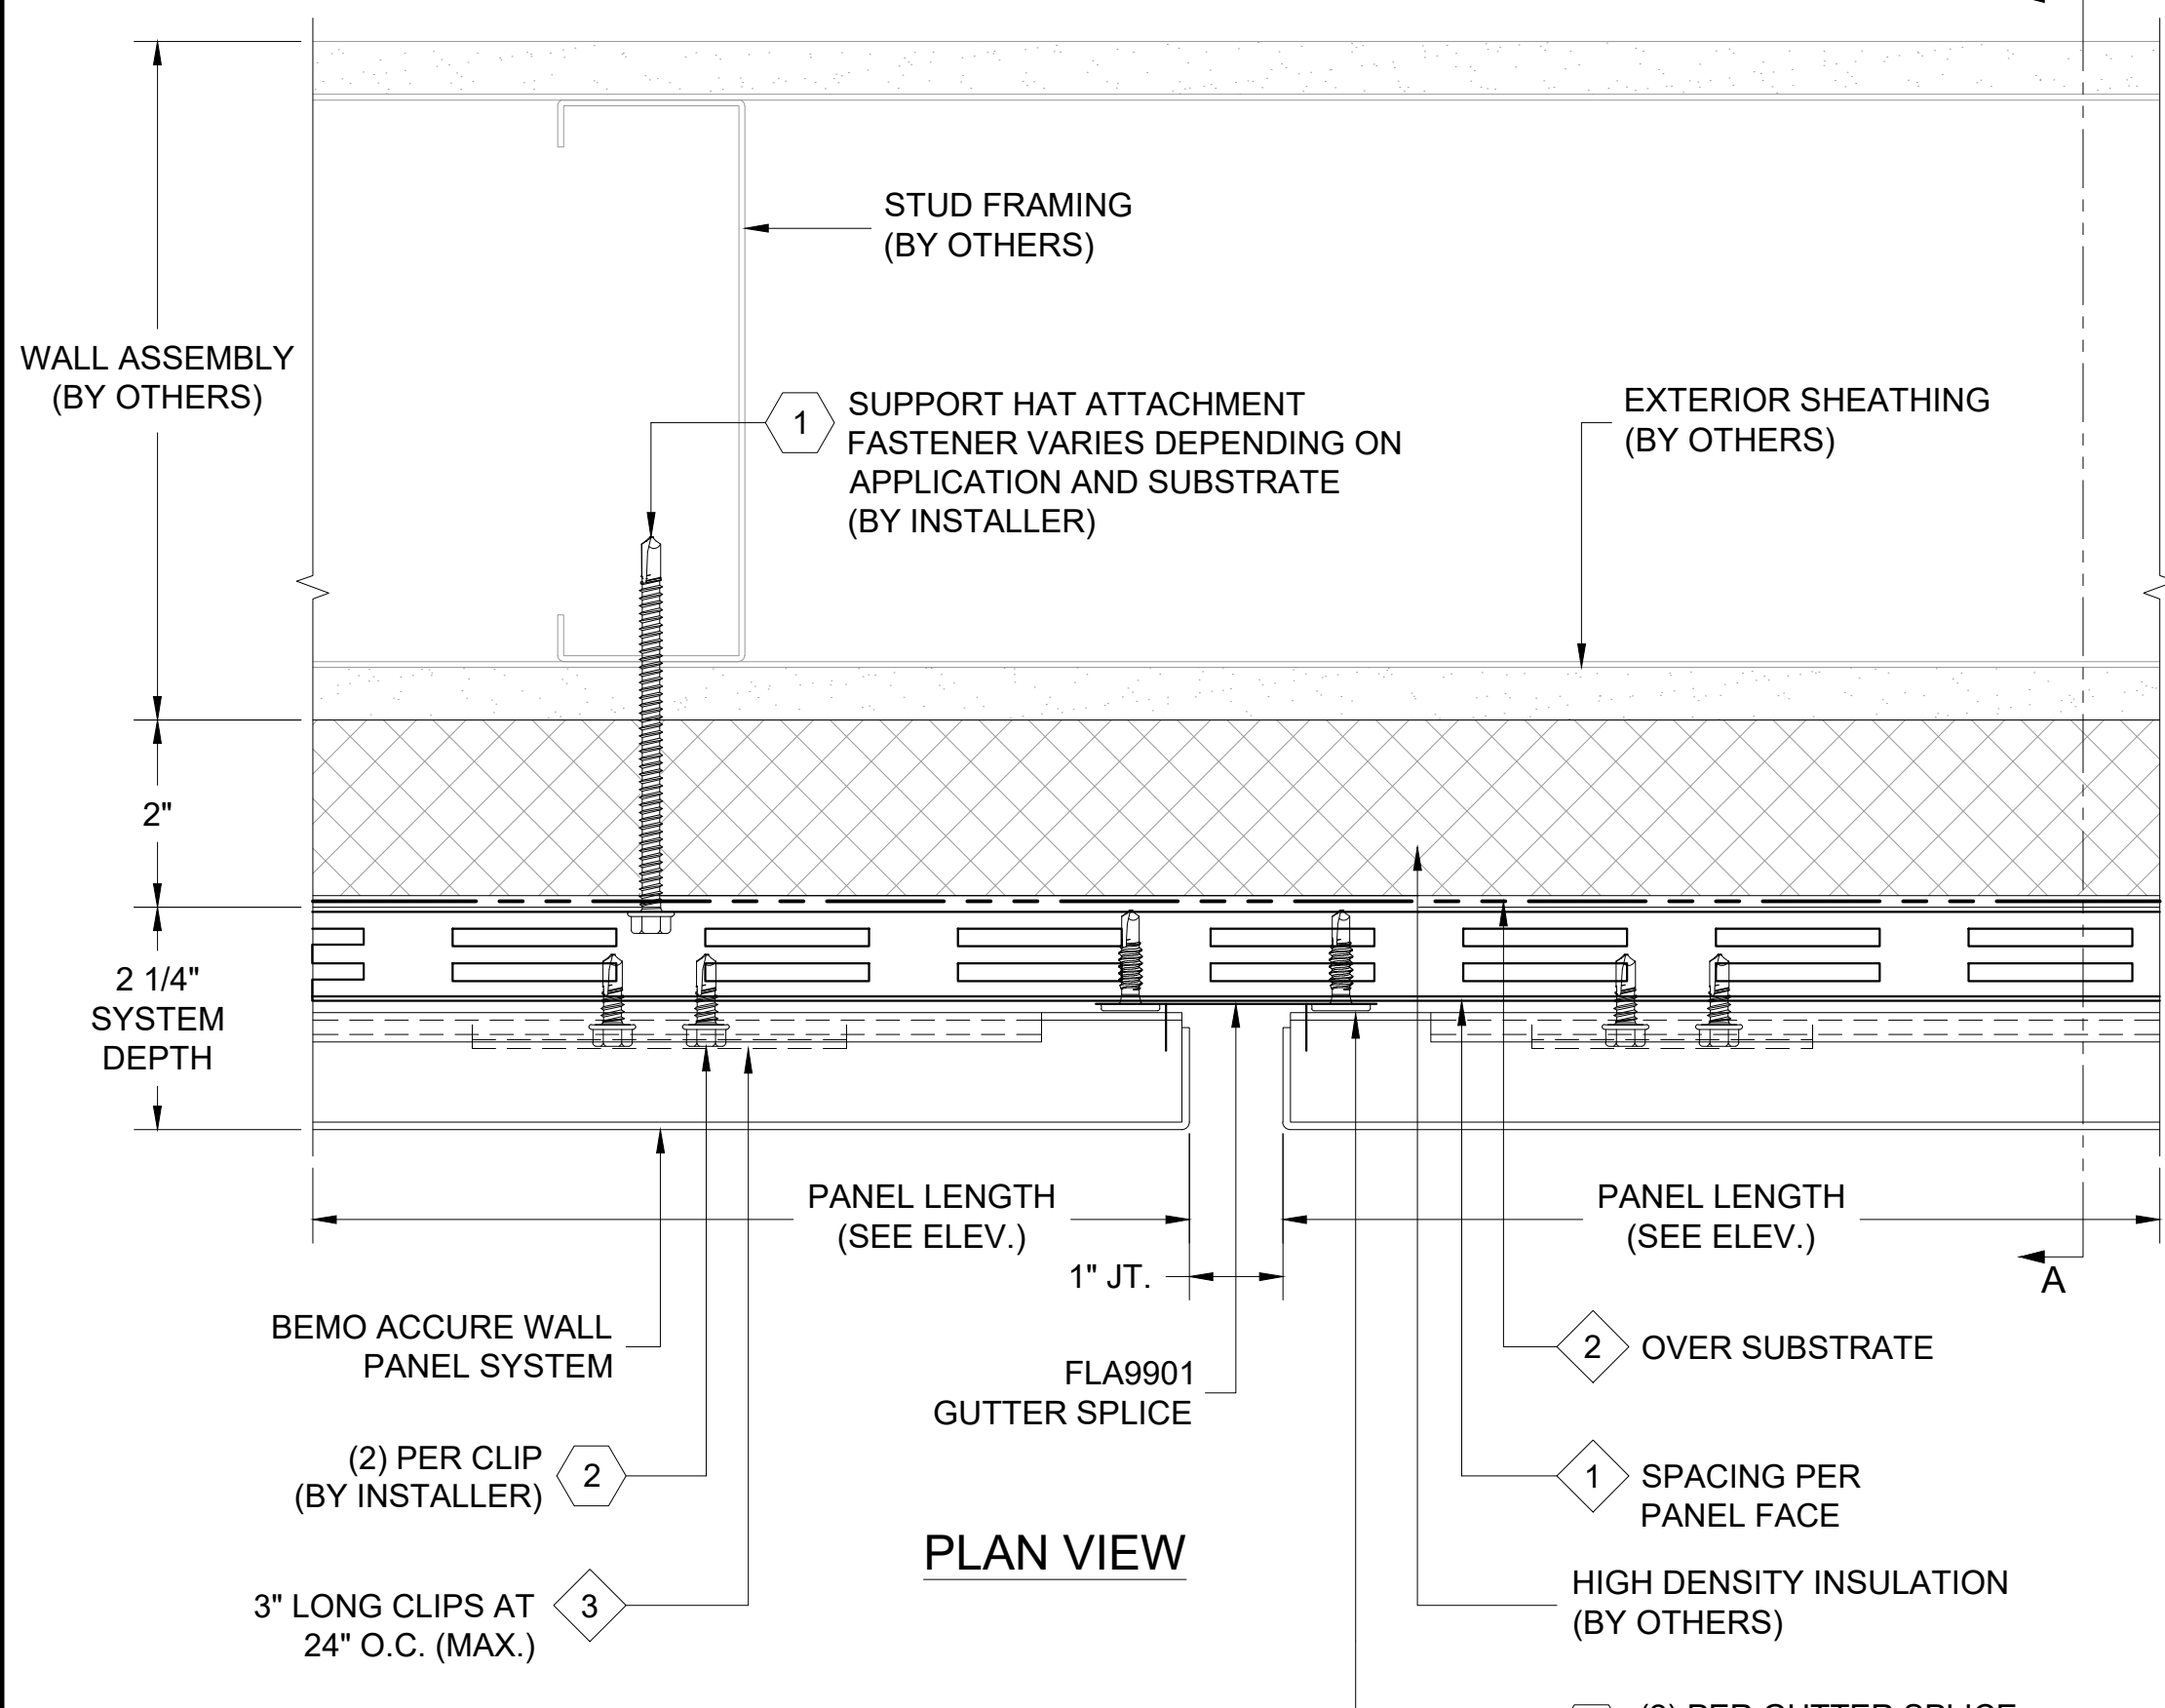 STUD FRAMING
(BY OTHERS)
WALL ASSEMBLY
(BY OTHERS)
1
SUPPORT HAT ATTACHMENT
FASTENER VARIES DEPENDING ON
APPLICATION AND SUBSTRATE
(BY INSTALLER)
EXTERIOR SHEATHING
(BY OTHERS)
2"
2 1/4"
SYSTEM
DEPTH
PANEL LENGTH
(SEE ELEV.)
PANEL LENGTH
(SEE ELEV.)
1" JT.
A
BEMO ACCURE WALL
PANEL SYSTEM
FLA9901
GUTTER SPLICE
2 OVER SUBSTRATE
(2) PER CLIP
(BY INSTALLER)
2
1 SPACING PER
PANEL FACE
PLAN VIEW
3" LONG CLIPS AT
24" O.C. (MAX.)
3
HIGH DENSITY INSULATION
(BY OTHERS)
PER GUTTER SPLICE